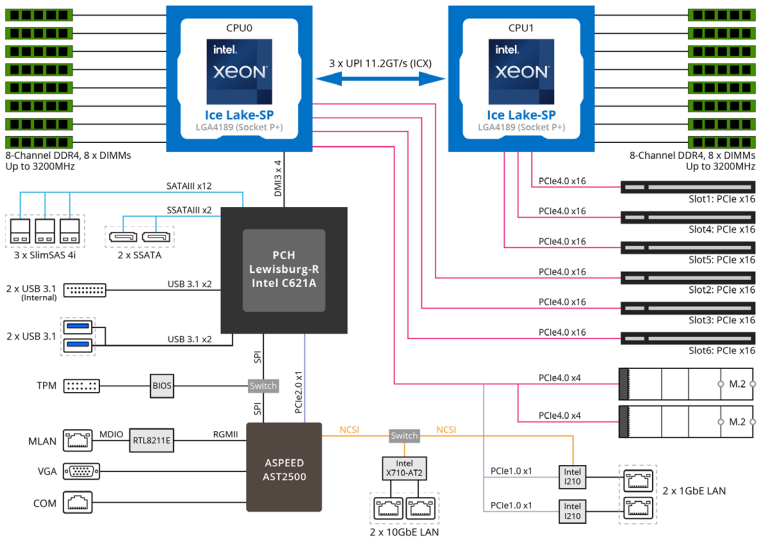 CPU0
intel.
XEON
Ice Lake-SP
LGA4189 (Socket P+)
3 x UPI 11.2GT/s (ICX)
CPU1
intel.
XEON
Ice Lake-SP
LGA4189 (Socket P+)
8-Channel DDR4, 8 x DIMMs
Up to 3200MHz
8-Channel DDR4, 8 x DIMMs
Up to 3200MHz
DMI3 x 4
SATAIII x12
SSATAIII x2
3 x SlimSAS 4i
2 x SSATA
PCH
Lewisburg-R
Intel C621A
2 x USB 3.1
(Internal)
USB 3.1 x2
2 x USB 3.1
USB 3.1 x2
PCIe4.0 x16
Slot1: PCIe x16
PCIe4.0 x16
Slot4: PCIe x16
PCIe4.0 x16
Slot5: PCIe x16
PCIe4.0 x16
Slot2: PCIe x16
PCIe4.0 x16
Slot3: PCIe x16
PCIe4.0 x16
Slot6: PCIe x16
SPI
PCIe2.0 x1
TPM
BIOS
Switch
SPI
PCIe4.0 x4
M.2
PCIe4.0 x4
M.2
MLAN
MDIO
RTL8211E
RGMII
VGA
COM
ASPEED
AST2500
NCSI
Switch
NCSI
Intel
X710-AT2
2 x 10GbE LAN
PCIe1.0 x1
Intel
I210
PCIe1.0 x1
Intel
I210
2 x 1GbE LAN